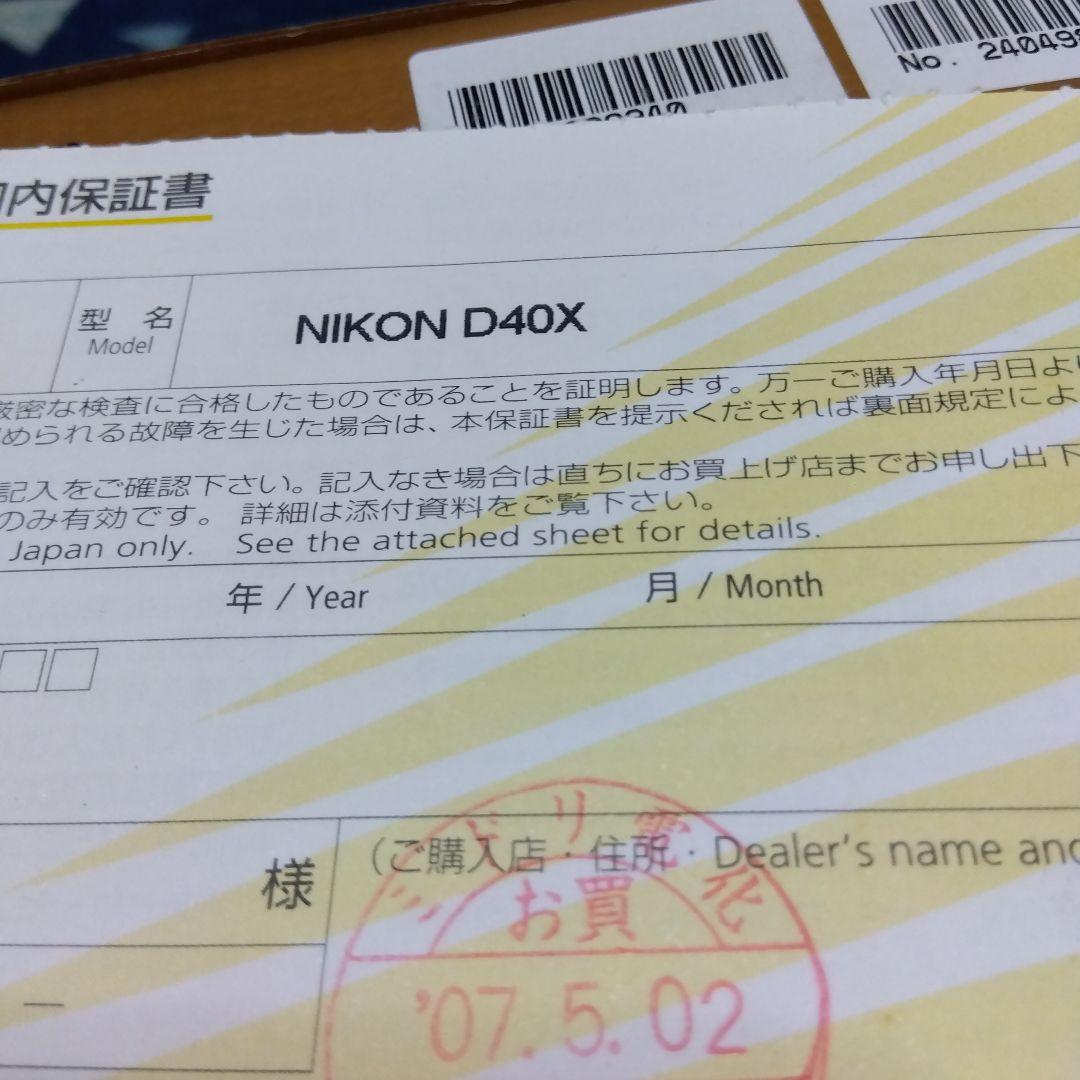 No. 24049
内保証書
型 名
Model
NIKON D40X
厳密な検査に合格したものであることを証明します。万一ご購入年月日よ
められる故障を生じた場合は、本保証書を提示くだされば裏面規定によ
記入をご確認下さい。記入なき場合は直ちにお買上げ店までお申し出下
のみ有効です。 詳細は添付資料をご覧下さい。
Japan only. See the attached sheet for details.
年 / Year 月 / Month
様
(ご購入店・住所・Dealer's name and
ミドリ電化
お買
'07.5.02